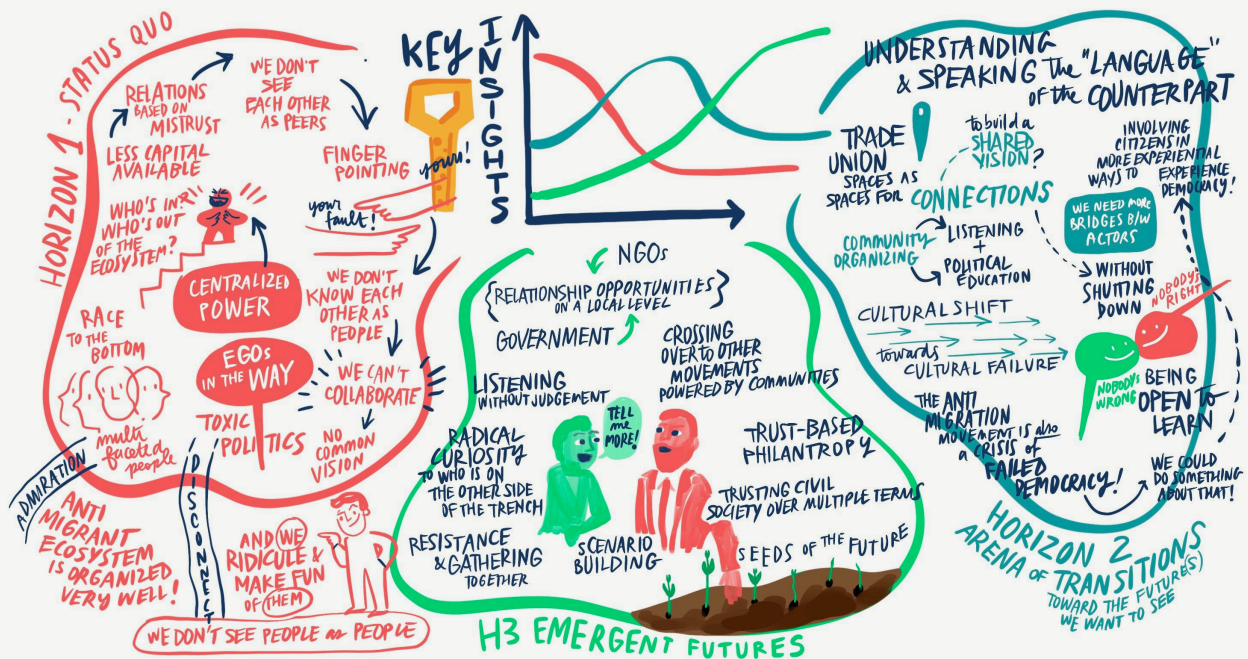 HORIZON 1 - STATUS QUO
RELATIONS
BASED ON
MISTRUST
LESS CAPITAL
AVAILABLE
WE DON'T
SEE
EACH OTHER
AS PEERS
FINGER
POINTING
yours!
your
fault!
WHO'S IN?
WHO'S OUT
OF THE
ECOSYSTEM?
CENTRALIZED
POWER
WE DON'T
KNOW EACH
OTHER AS
PEOPLE
RACE
TO THE
BOTTOM
multi
faceted
people
EGOs
IN THE WAY
WE CAN'T
COLLABORATE
TOXIC
POLITICS
NO
COMMON
VISION
ADMIRATION
DISCONNECT
ANTI
MIGRANT
ECOSYSTEM
IS ORGANIZED
VERY WELL!
AND WE
RIDICULE &
MAKE FUN
OF THEM
WE DON'T SEE PEOPLE as PEOPLE
KEY
INSIGHTS
NGOs
{RELATIONSHIP OPPORTUNITIES}
ON A LOCAL LEVEL
GOVERNMENT
CROSSING
OVER to OTHER
MOVEMENTS
POWERED by COMMUNITIES
LISTENING
WITHOUT JUDGEMENT
TELL
me
MORE!
RADICAL
CURIOSITY
TO WHO IS ON
THE OTHER SIDE
OF THE TRENCH
TRUST-BASED
PHILANTROPY
TRUSTING CIVIL
SOCIETY OVER MULTIPLE TERMS
RESISTANCE
& GATHERING
TOGETHER
SCENARIO
BUILDING
SEEDS OF THE FUTURE
H3 EMERGENT FUTURES
UNDERSTANDING
& SPEAKING the "LANGUAGE"
of the COUNTERPART
TRADE
UNION
SPACES AS
SPACES FOR
CONNECTIONS
to build a
SHARED
VISION?
INVOLVING
CITIZENS IN
MORE EXPERIENTIAL
WAYS TO EXPERIENCE
DEMOCRACY!
WE NEED MORE
BRIDGES B/W
ACTORS
COMMUNITY
ORGANIZING
LISTENING
+
POLITICAL
EDUCATION
WITHOUT
SHUTTING
DOWN
NOBODY'S
RIGHT
CULTURAL SHIFT
towards
CULTURAL FAILURE
NOBODY'S
WRONG
BEING
OPEN TO
LEARN
THE ANTI
MIGRATION
MOVEMENT IS also
a CRISIS of
FAILED
DEMOCRACY!
WE COULD
DO SOMETHING
ABOUT THAT!
HORIZON 2
ARENA OF TRANSITIONS
TOWARD THE FUTURE(S)
WE WANT TO SEE